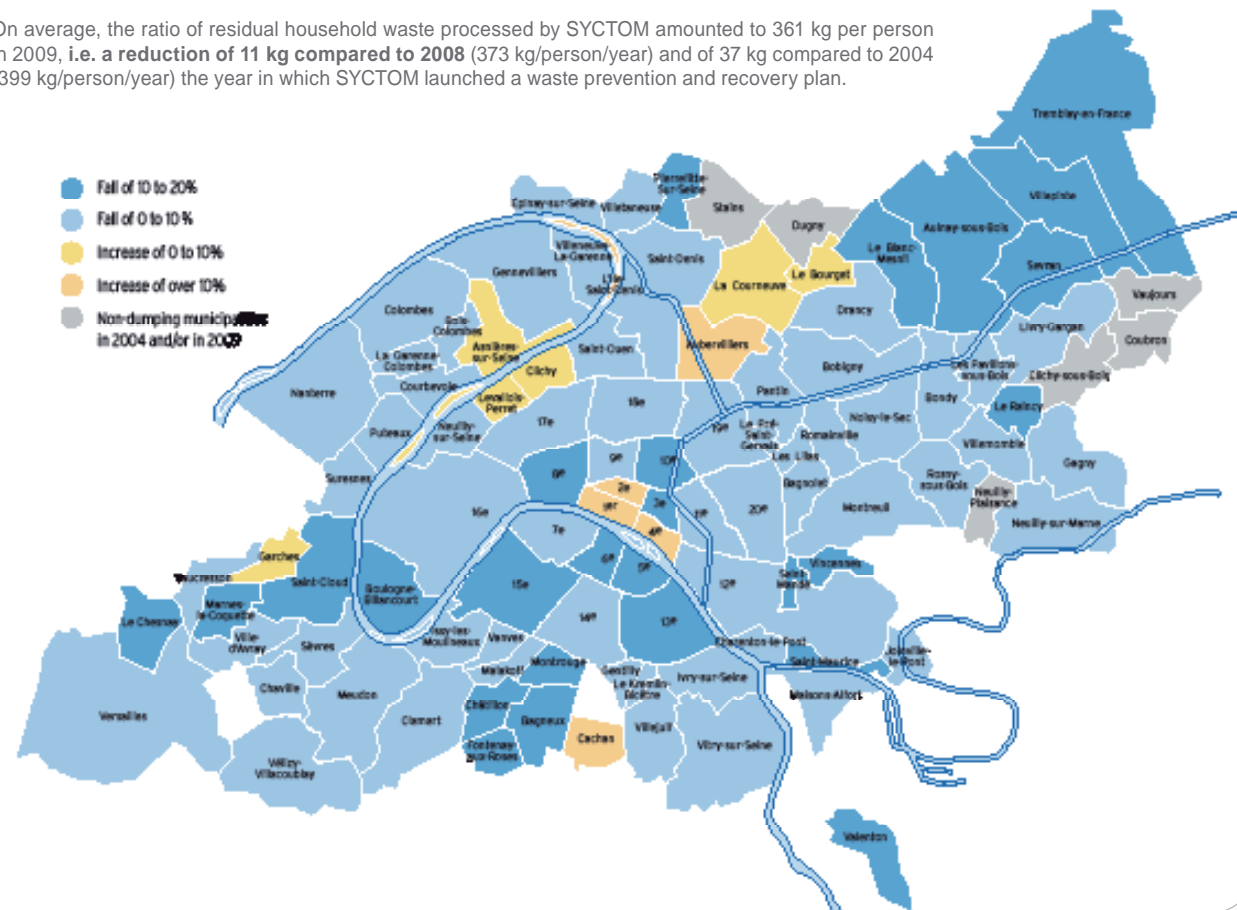 On average, the ratio of residual household waste processed by SYCTOM amounted to 361 kg per person
in 2009, i.e. a reduction of 11 kg compared to 2008 (373 kg/person/year) and of 37 kg compared to 2004
(399 kg/person/year) the year in which SYCTOM launched a waste prevention and recovery plan.
Fall of 10 to 20%
Fall of 0 to 10 %
Increase of 0 to 10%
Increase of over 10%
Non-dumping
in 2004 and/or in
Tremblay-en-France
Villepinte
Aulnay-sous-Bois
Le Blanc-
Mesnil
Sevran
Vaujours
Coubron
Livry-Gargan
Clichy-sous-Bois
Les Pavillons-
sous-Bois
Le Raincy
Pierrefitte-
Sur-Seine
Stains
Dugny
Epinay-sur-Seine
Villetaneuse
Villeneuve-
La-Garenne
L'Ile
Saint-Denis
Saint-Denis
La Courneuve
Le Bourget
Drancy
Gennevilliers
Colombes
Bois-
Colombes
Asnières-
sur-Seine
La Garenne-
Colombes
Courbevoie
Clichy
Saint-Ouen
Levallois-
Perret
Aubervilliers
Bobigny
Pantin
Bondy
Noisy-le-Sec
Nanterre
Puteaux
Neuilly-
sur-Seine
Suresnes
17e
18e
19e
Le Pré-
Saint-
Gervais
Romainville
Les Lilas
Bagnolet
Villemomble
Gagny
Rosny-
sous-Bois
Neuilly-
Plaisance
Neuilly-sur-Marne
Montreuil
8e
9e
10e
2e
1er
3e
4e
11e
20e
16e
7e
6e
5e
15e
14e
13e
12e
Saint-
Mandé
Vincennes
Garches
Vaucresson
Saint-Cloud
Boulogne-
Billancourt
Marnes-
la-Coquette
Le Chesnay
Ville-
d'Avray
Sèvres
Chaville
Meudon
Versailles
Vélizy-
Villacoublay
Clamart
Issy-les-
Moulineaux
Vanves
Malakoff
Montrouge
Châtillon
Bagneux
Fontenay-
aux-Roses
Cachan
Gentilly
Le Kremlin-
Bicêtre
Villejuif
Ivry-sur-Seine
Vitry-sur-Seine
Charenton-le-Pont
Saint-Maurice
Joinville-
le-Pont
Maisons-Alfort
Valenton